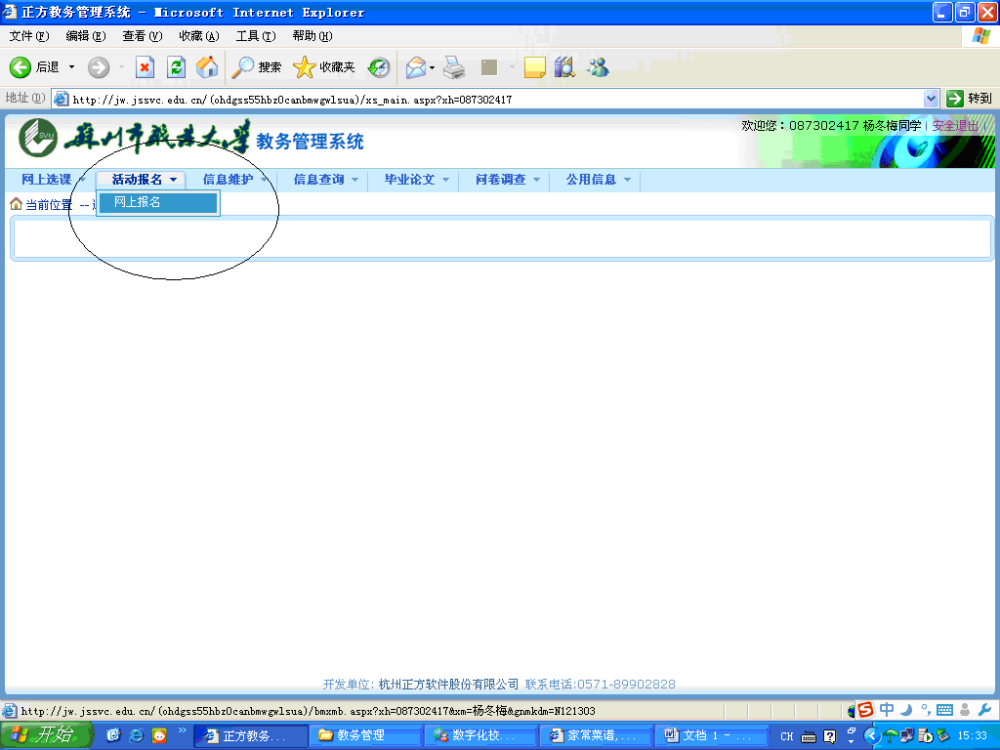 正方教务管理系统 - Microsoft Internet Explorer
文件(F) 编辑(E) 查看(V) 收藏(A) 工具(T) 帮助(H)
后退 搜索 收藏夹
地址(D) http://jw.jssvc.edu.cn/(ohdgss55hbz0canbmwgwlsua)/xs_main.aspx?xh=087302417 转到
SVU 苏州市职业大学 教务管理系统 欢迎您：087302417 杨冬梅同学 | 安全退出 |
网上选课 活动报名 信息维护 信息查询 毕业论文 问卷调查 公用信息
当前位置 --
网上报名
开发单位: 杭州正方软件股份有限公司 联系电话:0571-89902828
http://jw.jssvc.edu.cn/(ohdgss55hbz0canbmwgwlsua)/bmxmb.aspx?xh=087302417&xm=杨冬梅&gnmkdm=N121303 中
开始 正方教务... 教务管理 数字化校... 家常菜谱,... 文档 1 - ... CH 15:33